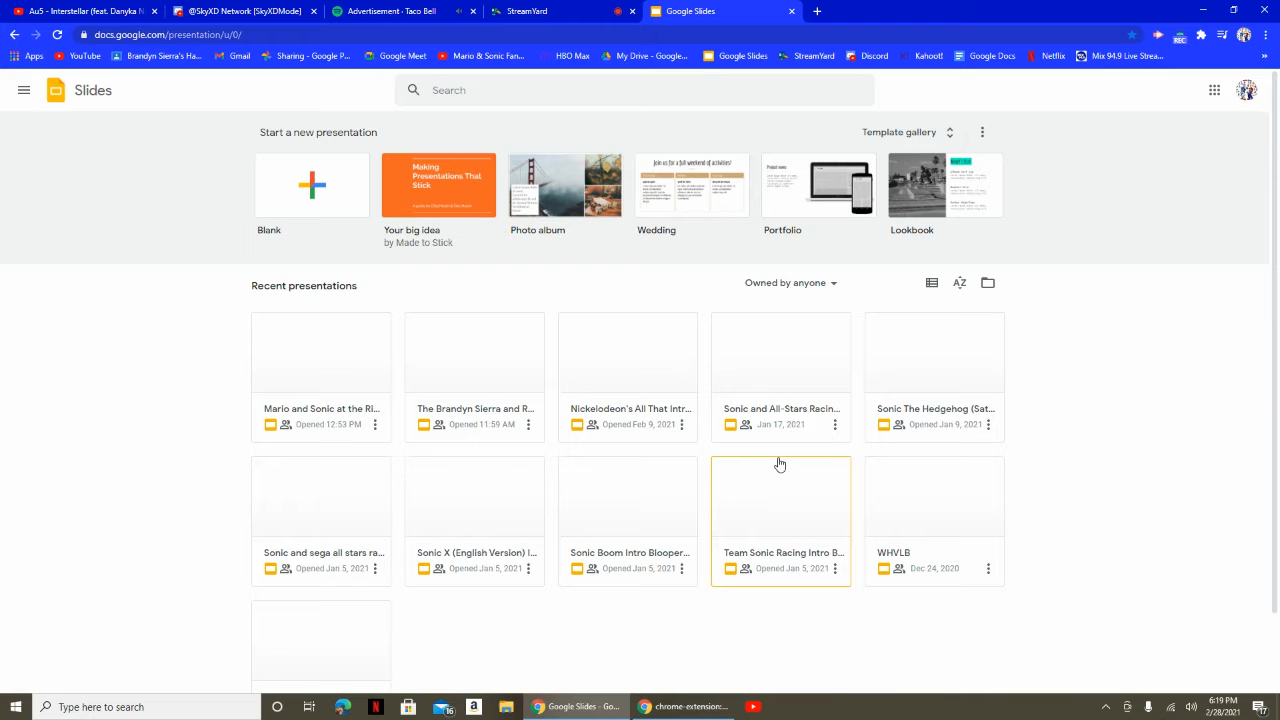 Au5 - Interstellar (feat. Danyka N
@SkyXD Network [SkyXDMode]
Advertisement · Taco Bell
StreamYard
Google Slides
docs.google.com/presentation/u/0/
Apps
YouTube
Brandyn Sierra's Ha...
Gmail
Sharing - Google P...
Google Meet
Mario & Sonic Fan...
HBO Max
My Drive - Google...
Google Slides
StreamYard
Discord
Kahoot!
Google Docs
Netflix
Mix 94.9 Live Strea...
Slides
Search
Start a new presentation
Template gallery
Making
Presentations That
Stick
Join us for a full weekend of activities!
Blank
Your big idea
by Made to Stick
Photo album
Wedding
Portfolio
Lookbook
Recent presentations
Owned by anyone
AZ
Mario and Sonic at the RI...
Opened 12:53 PM
The Brandyn Sierra and R...
Opened 11:59 AM
Nickelodeon's All That Intr...
Opened Feb 9, 2021
Sonic and All-Stars Racin...
Jan 17, 2021
Sonic The Hedgehog (Sat...
Opened Jan 9, 2021
Sonic and sega all stars ra...
Opened Jan 5, 2021
Sonic X (English Version) I...
Opened Jan 5, 2021
Sonic Boom Intro Blooper...
Opened Jan 5, 2021
Team Sonic Racing Intro B...
Opened Jan 5, 2021
WHVLB
Dec 24, 2020
Type here to search
16
Google Slides - Go...
chrome-extension:...
6:19 PM
2/28/2021